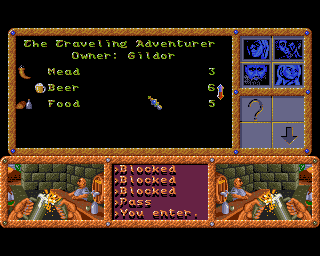 The Traveling Adventurer
Owner: Gildor
Mead 3
Beer 6
Food 5
?
>Blocked
>Blocked
>Blocked
>Pass
>You enter.